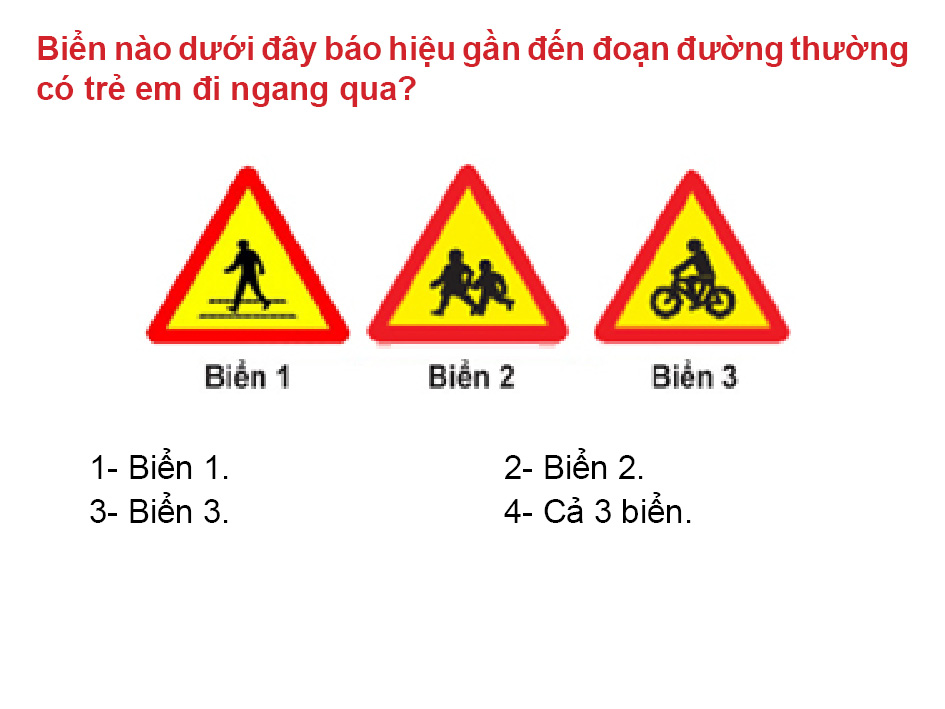 Biển nào dưới đây báo hiệu gần đến đoạn đường thường
có trẻ em đi ngang qua?
Biển 1 Biển 2 Biển 3
1- Biển 1. 2- Biển 2.
3- Biển 3. 4- Cả 3 biển.